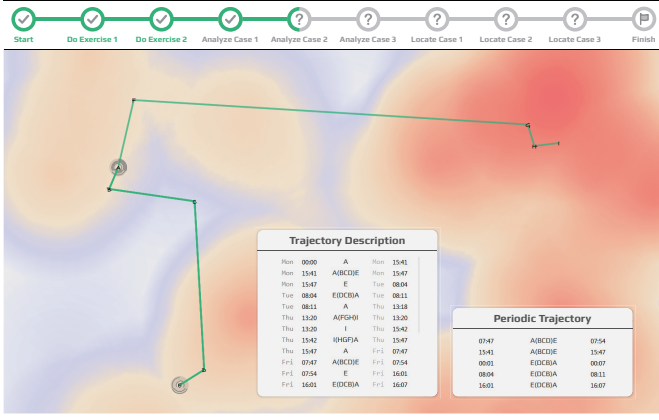 Start Do Exercise 1 Do Exercise 2 Analyze Case 1 Analyze Case 2 Analyze Case 3 Locate Case 1 Locate Case 2 Locate Case 3 Finish
F
G
H I
A
B
C
D
E
Trajectory Description
Mon 00:00 A Mon 15:41
Mon 15:41 A(BCD)E Mon 15:47
Mon 15:47 E Tue 08:04
Tue 08:04 E(DCB)A Tue 08:11
Tue 08:11 A Thu 13:18
Thu 13:20 A(FGH)I Thu 13:20
Thu 13:20 I Thu 15:42
Thu 15:42 I(HGF)A Thu 15:47
Thu 15:47 A Fri 07:47
Fri 07:47 A(BCD)E Fri 07:54
Fri 07:54 E Fri 16:01
Fri 16:01 E(DCB)A Fri 16:07
Periodic Trajectory
07:47 A(BCD)E 07:54
15:41 A(BCD)E 15:47
00:01 E(DCB)A 00:07
08:04 E(DCB)A 08:11
16:01 E(DCB)A 16:07